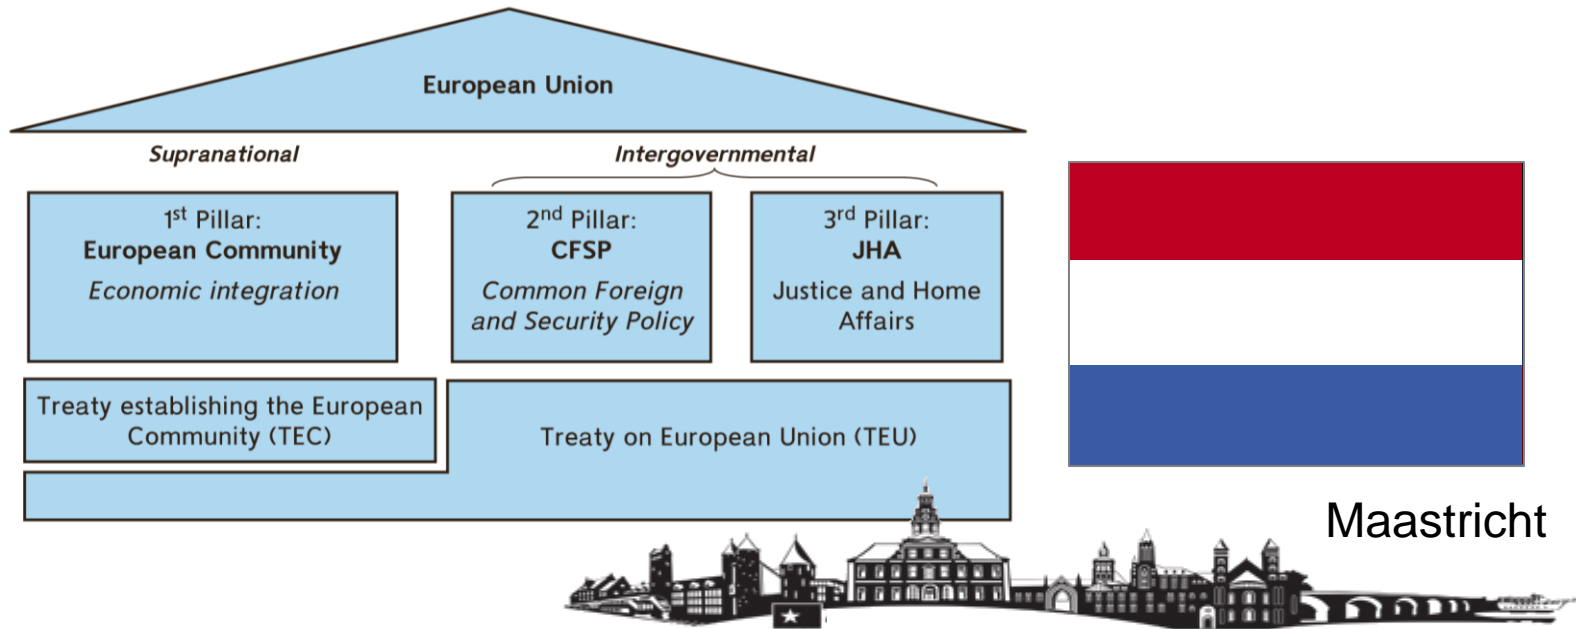 European Union
Supranational
Intergovernmental
1st Pillar:
European Community
Economic integration
2nd Pillar:
CFSP
Common Foreign
and Security Policy
3rd Pillar:
JHA
Justice and Home
Affairs
Treaty establishing the European
Community (TEC)
Treaty on European Union (TEU)
Maastricht